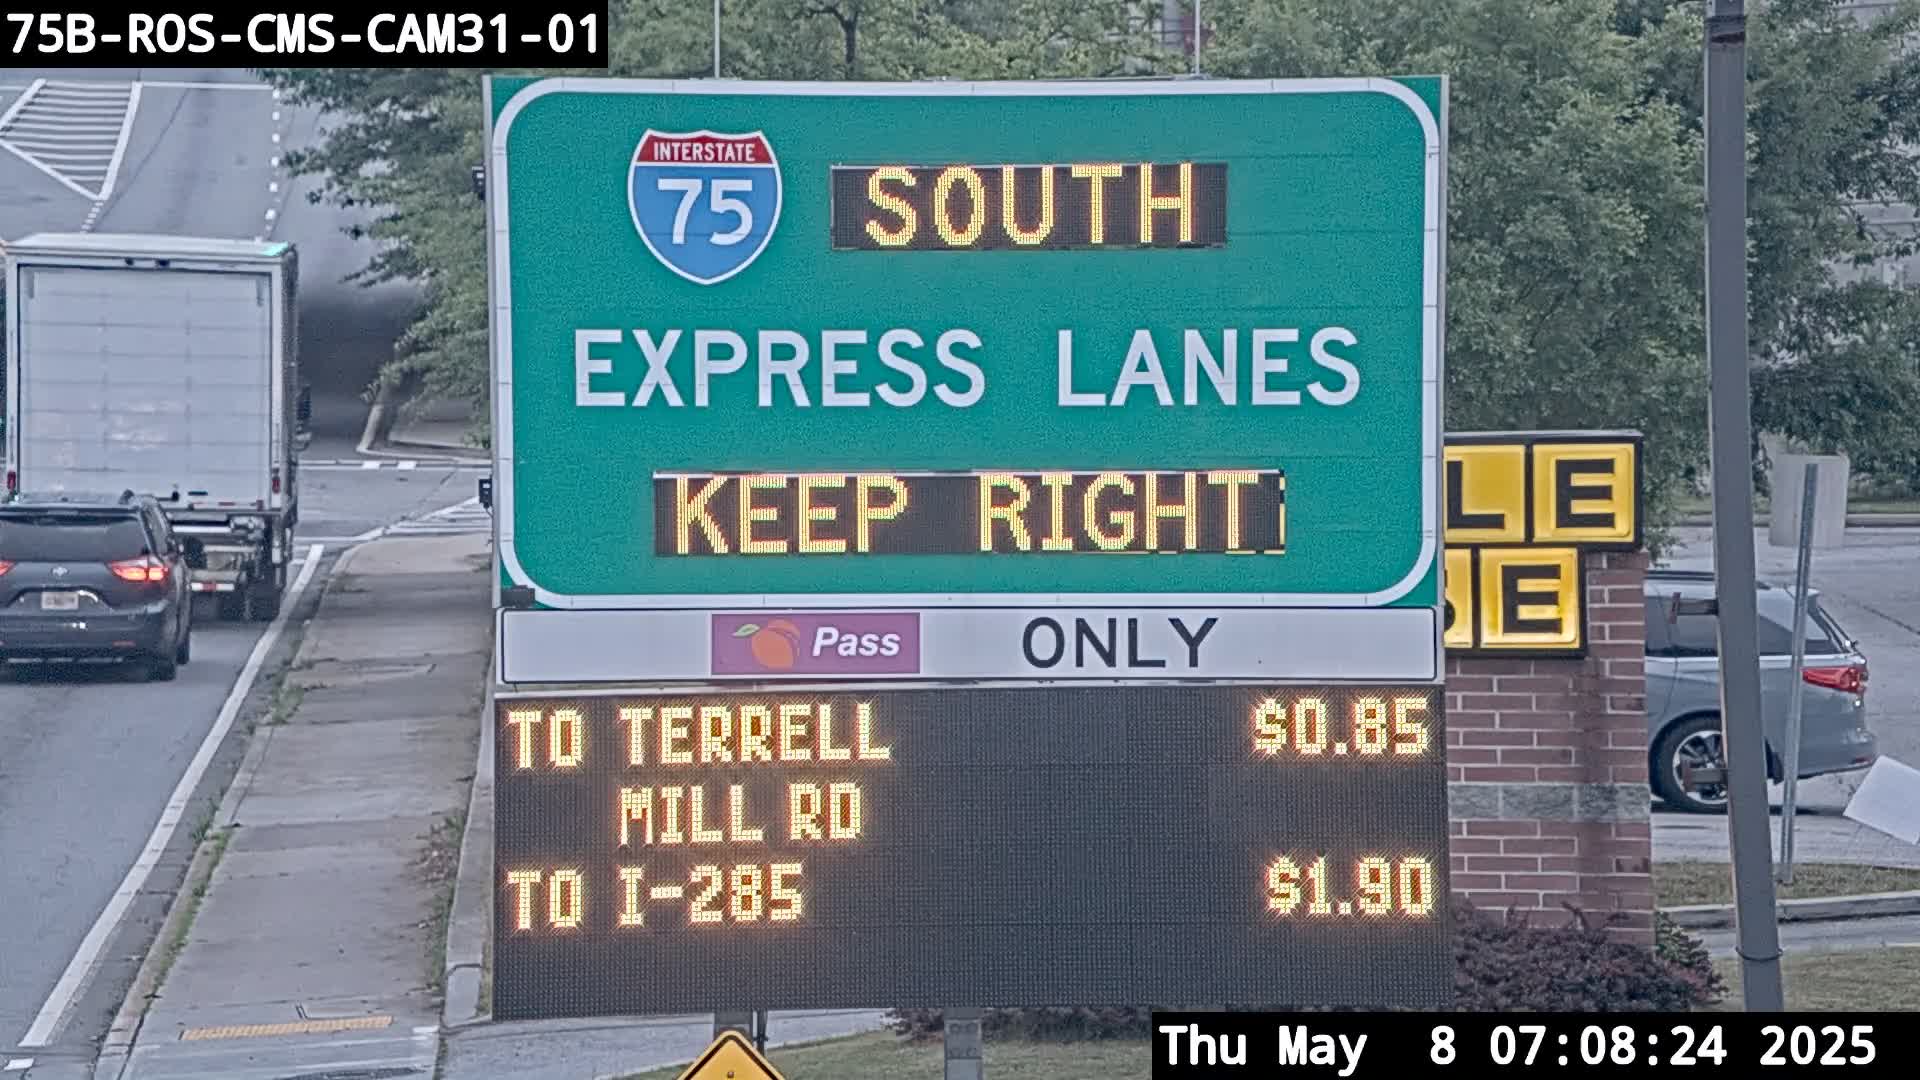 75B-ROS-CMS-CAM31-01
INTERSTATE
75
SOUTH
EXPRESS LANES
KEEP RIGHT
LE
E
Pass ONLY
TO TERRELL $0.85
MILL RD
TO I-285 $1.90
Thu May 8 07:08:24 2025